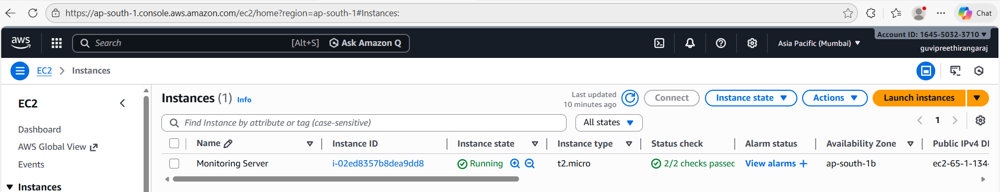 https://ap-south-1.console.aws.amazon.com/ec2/home?region=ap-south-1#Instances:
Chat
aws
Search
[Alt+S]
Ask Amazon Q
Asia Pacific (Mumbai)
Account ID: 1645-5032-3710
guvipreethirangaraj
EC2
Instances
EC2
Dashboard
AWS Global View
Events
Instances
Instances (1) Info
Last updated
10 minutes ago
Connect
Instance state
Actions
Launch instances
Find Instance by attribute or tag (case-sensitive)
All states
1
Name Instance ID Instance state Instance type Status check Alarm status Availability Zone Public IPv4 DI
Monitoring Server i-02ed8357b8dea9dd8 Running t2.micro 2/2 checks passec View alarms + ap-south-1b ec2-65-1-134-